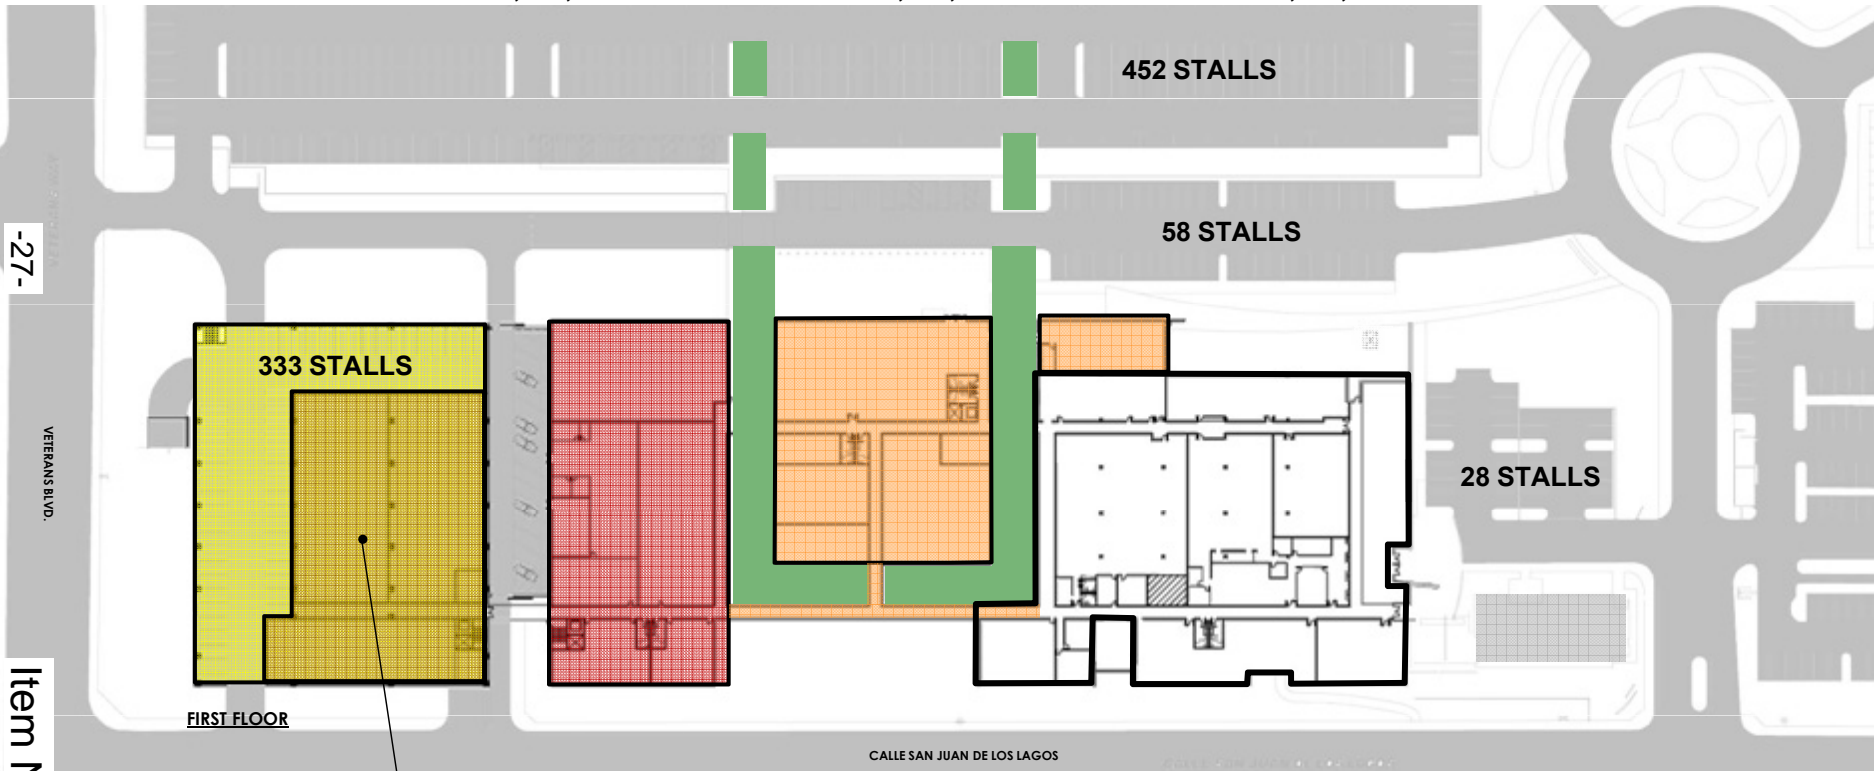 452 STALLS
58 STALLS
-27-
333 STALLS
28 STALLS
VETERANS BLVD.
FIRST FLOOR
CALLE SAN JUAN DE LOS LAGOS
Item